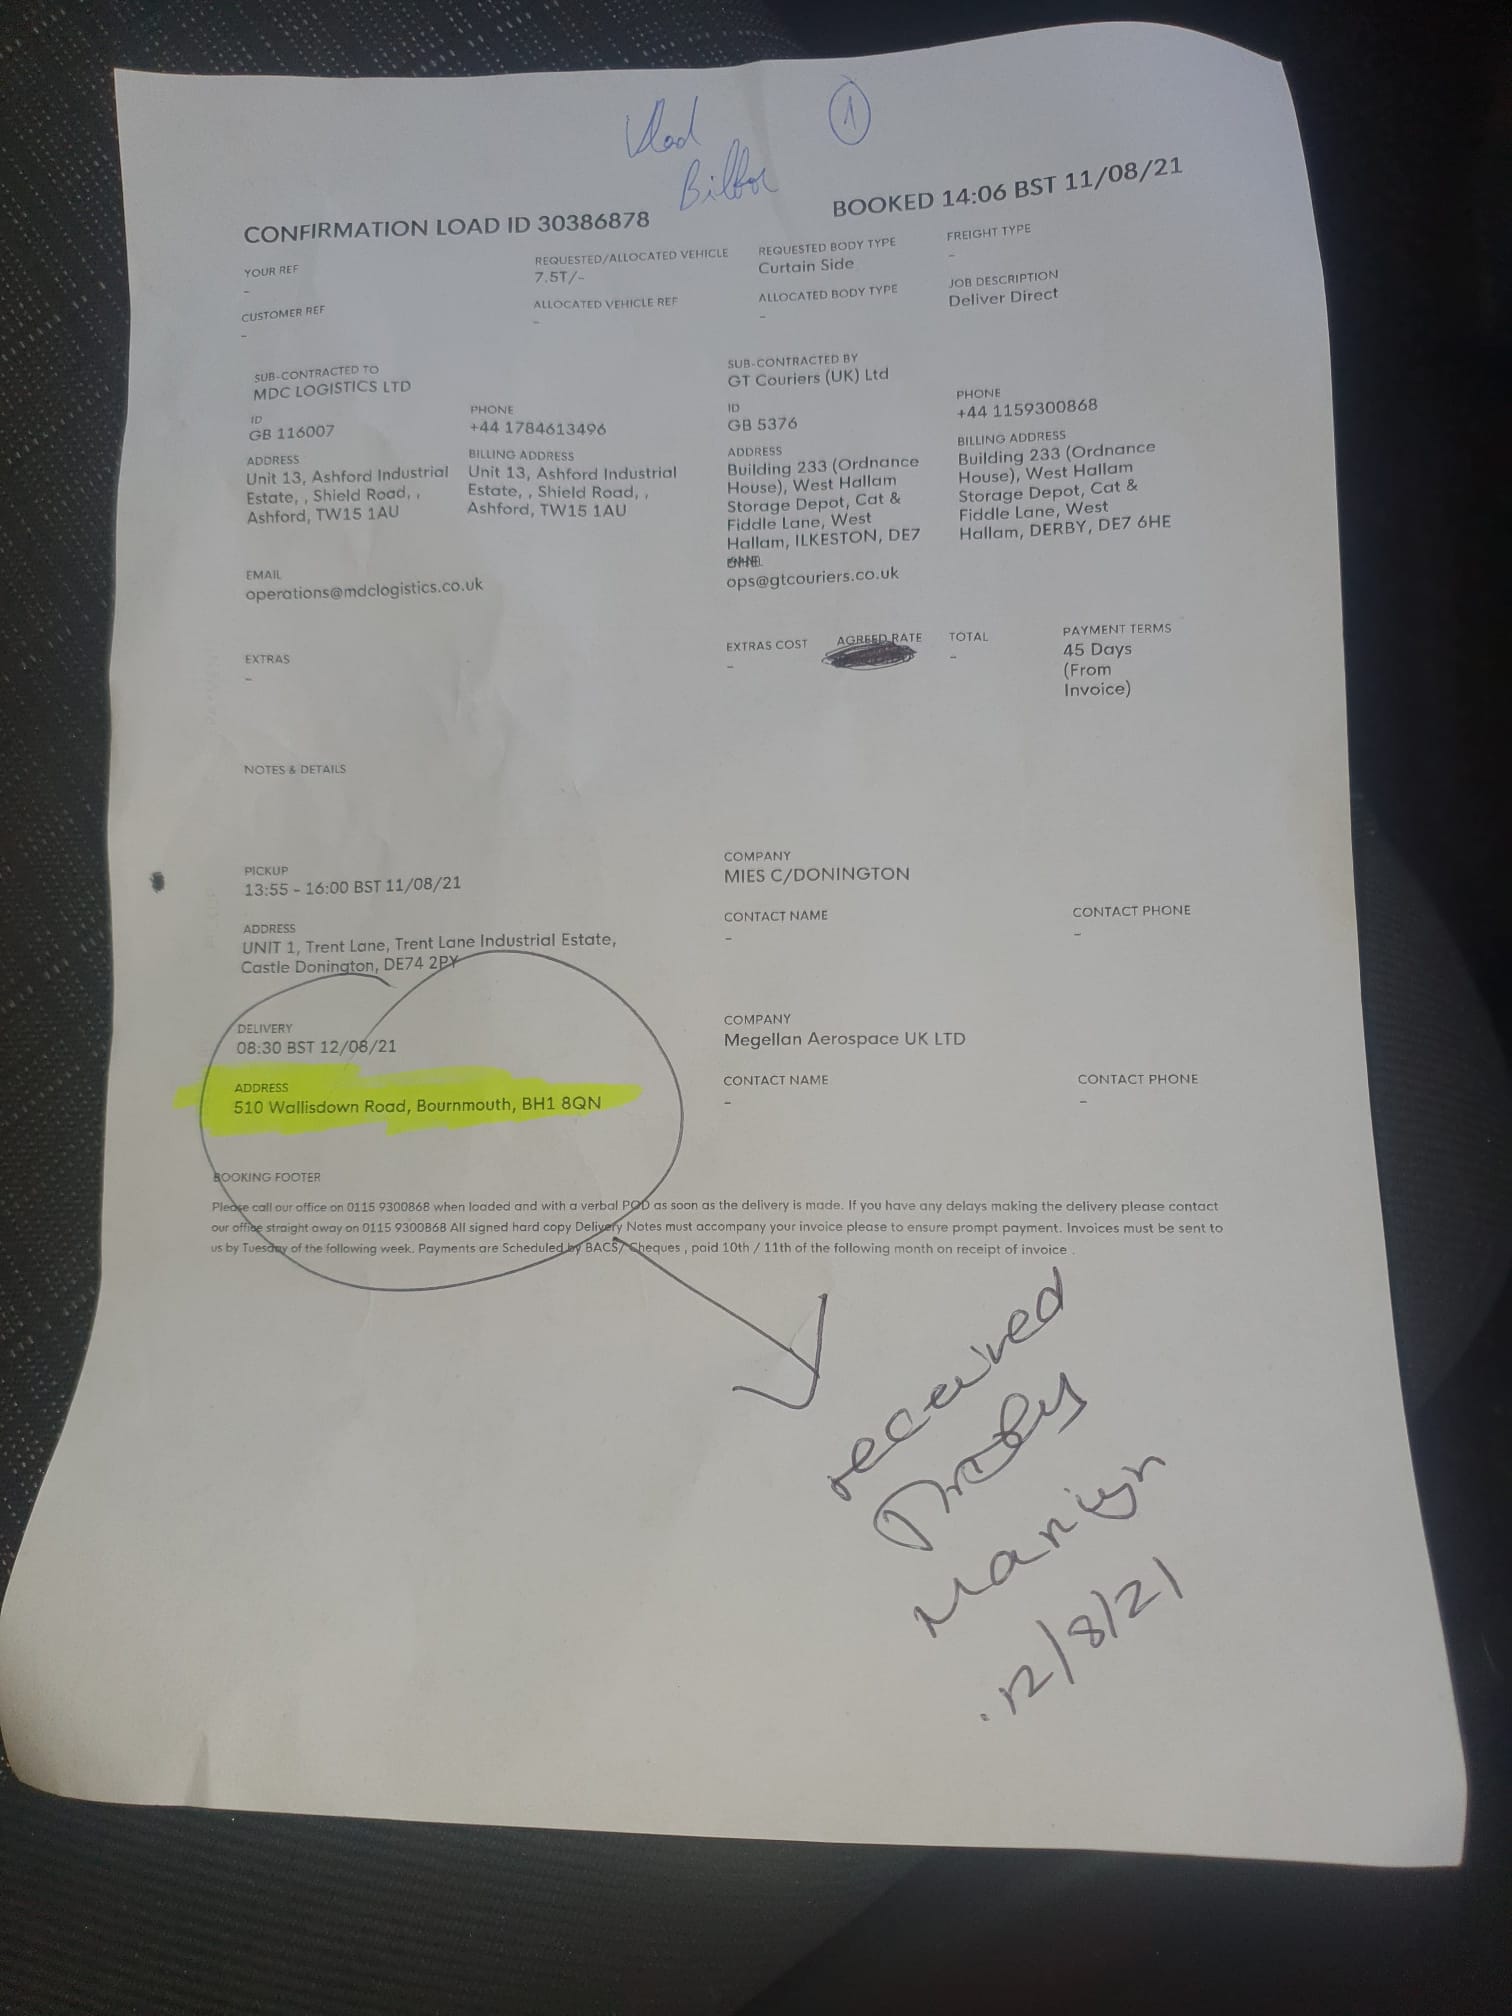 Vlad
1
CONFIRMATION LOAD ID 30386878
BOOKED 14:06 BST 11/08/21
YOUR REF
-
REQUESTED/ALLOCATED VEHICLE
7.5T/-
REQUESTED BODY TYPE
Curtain Side
FREIGHT TYPE
-
CUSTOMER REF
-
ALLOCATED VEHICLE REF
-
ALLOCATED BODY TYPE
-
JOB DESCRIPTION
Deliver Direct
SUB-CONTRACTED TO
MDC LOGISTICS LTD
ID
GB 116007
PHONE
+44 1784613496
ADDRESS
Unit 13, Ashford Industrial
Estate, , Shield Road, ,
Ashford, TW15 1AU
BILLING ADDRESS
Unit 13, Ashford Industrial
Estate, , Shield Road, ,
Ashford, TW15 1AU
EMAIL
operations@mdclogistics.co.uk
SUB-CONTRACTED BY
GT Couriers (UK) Ltd
ID
GB 5376
PHONE
+44 1159300868
ADDRESS
Building 233 (Ordnance
House), West Hallam
Storage Depot, Cat &
Fiddle Lane, West
Hallam, ILKESTON, DE7
BILLING ADDRESS
Building 233 (Ordnance
House), West Hallam
Storage Depot, Cat &
Fiddle Lane, West
Hallam, DERBY, DE7 6HE
ops@gtcouriers.co.uk
EXTRAS
-
EXTRAS COST
-
AGREED RATE
TOTAL
-
PAYMENT TERMS
45 Days
(From
Invoice)
NOTES & DETAILS
PICKUP
13:55 - 16:00 BST 11/08/21
COMPANY
MIES C/DONINGTON
ADDRESS
UNIT 1, Trent Lane, Trent Lane Industrial Estate,
Castle Donington, DE74 2PY
CONTACT NAME
-
CONTACT PHONE
-
DELIVERY
08:30 BST 12/08/21
COMPANY
Megellan Aerospace UK LTD
ADDRESS
510 Wallisdown Road, Bournmouth, BH1 8QN
CONTACT NAME
-
CONTACT PHONE
-
BOOKING FOOTER
Please call our office on 0115 9300868 when loaded and with a verbal POD as soon as the delivery is made. If you have any delays making the delivery please contact
our office straight away on 0115 9300868 All signed hard copy Delivery Notes must accompany your invoice please to ensure prompt payment. Invoices must be sent to
us by Tuesday of the following week. Payments are Scheduled by BACS/ Cheques , paid 10th / 11th of the following month on receipt of invoice .
received
12/8/21